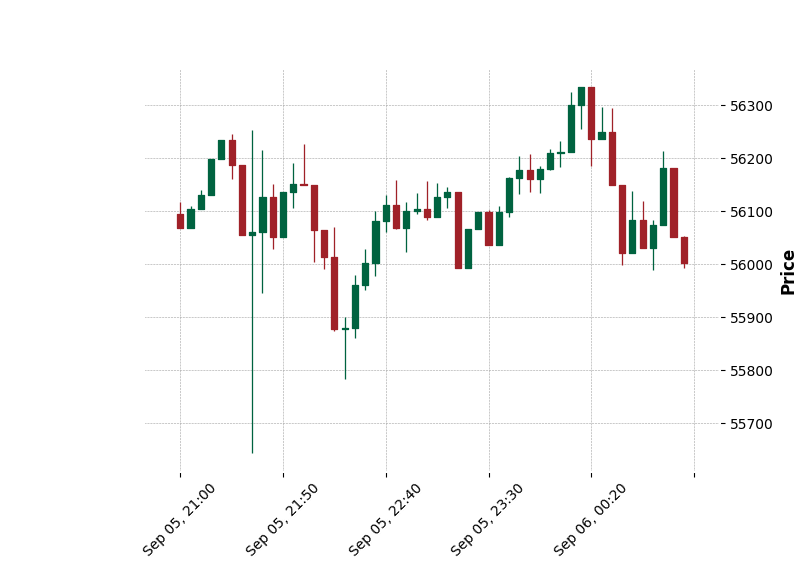 56300
56200
56100
56000
55900
55800
55700
Price
Sep 05, 21:00
Sep 05, 21:50
Sep 05, 22:40
Sep 05, 23:30
Sep 06, 00:20